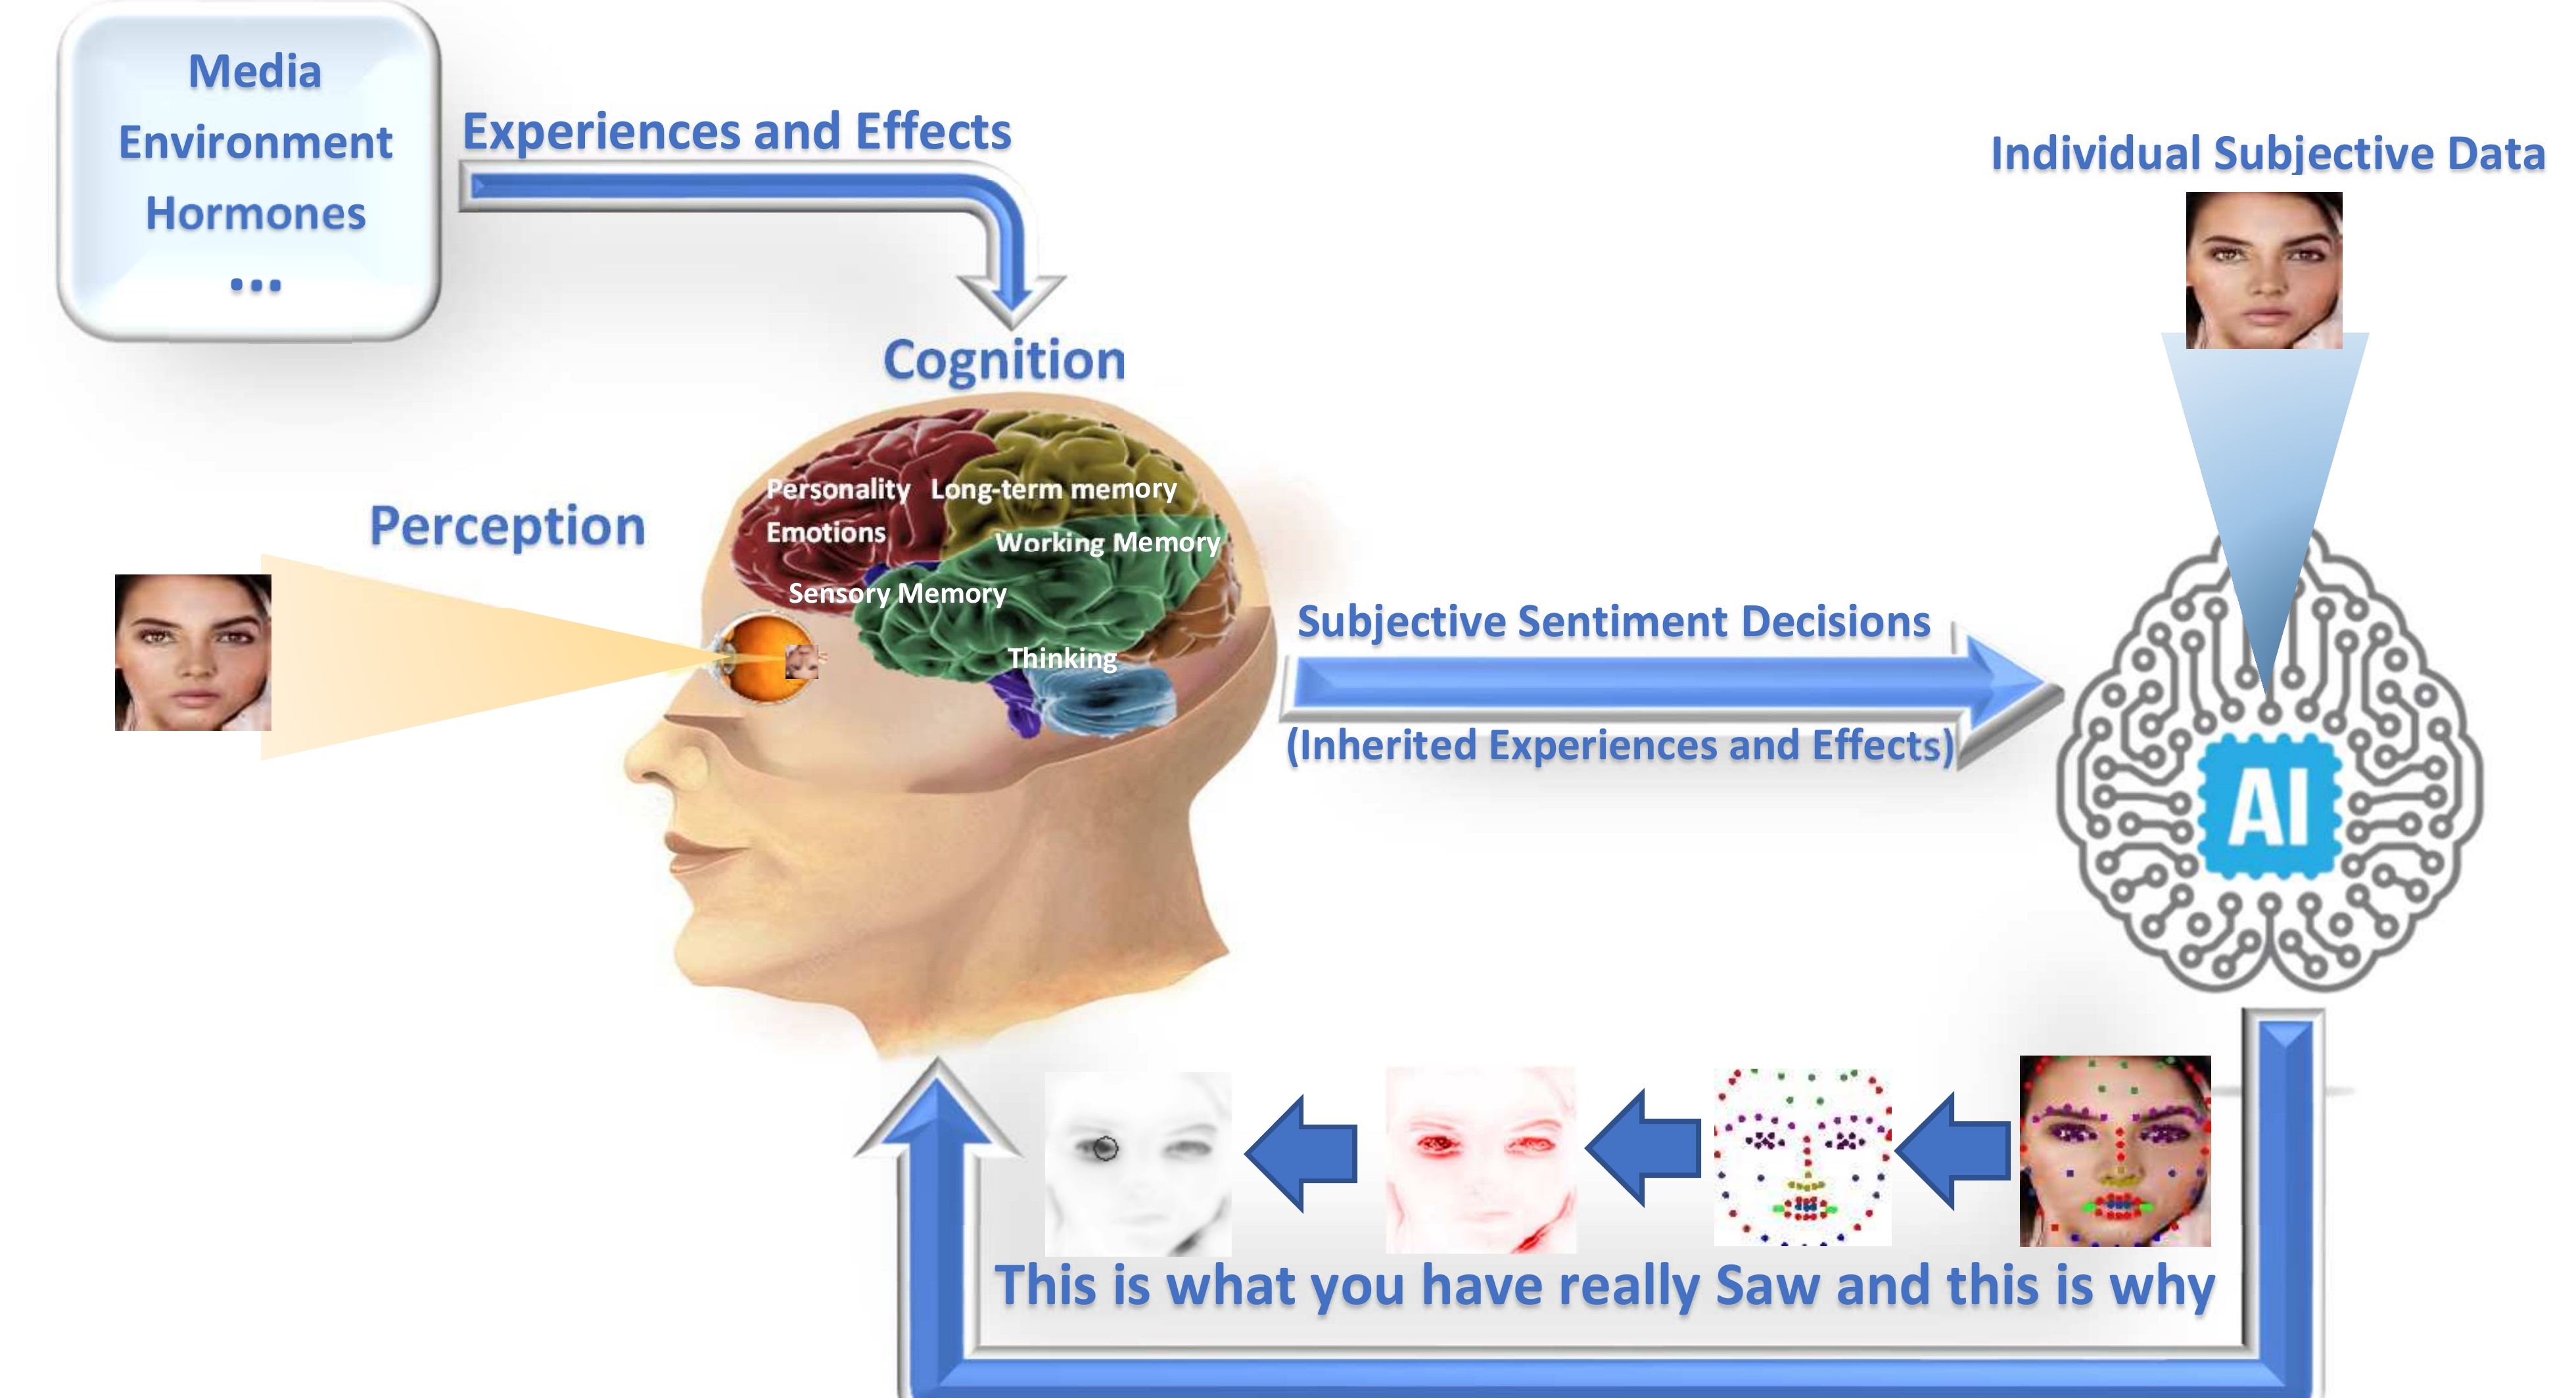 Media
Environment
Hormones
...
Experiences and Effects
Individual Subjective Data
Cognition
Perception
Personality
Long-term memory
Emotions
Working Memory
Sensory Memory
Thinking
Subjective Sentiment Decisions
(Inherited Experiences and Effects)
AI
This is what you have really Saw and this is why